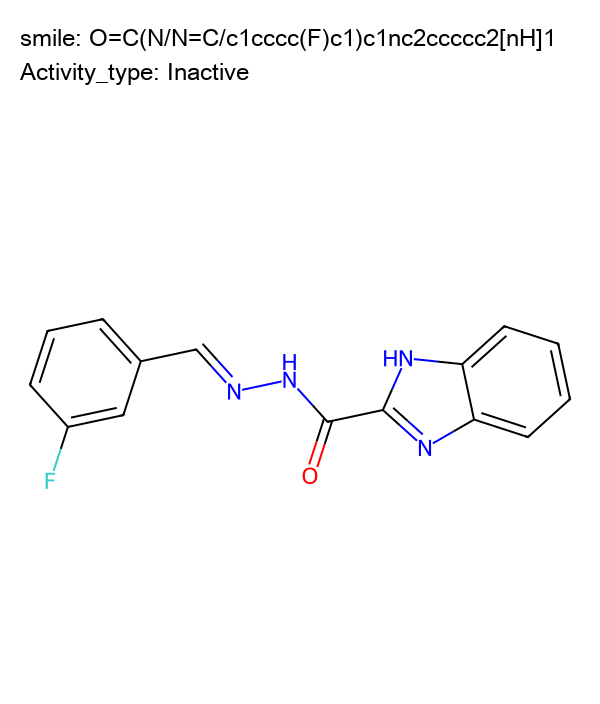 smile: O=C(N/N=C/c1cccc(F)c1)c1nc2ccccc2[nH]1
Activity_type: Inactive
H
HN
N
N
N
O
F